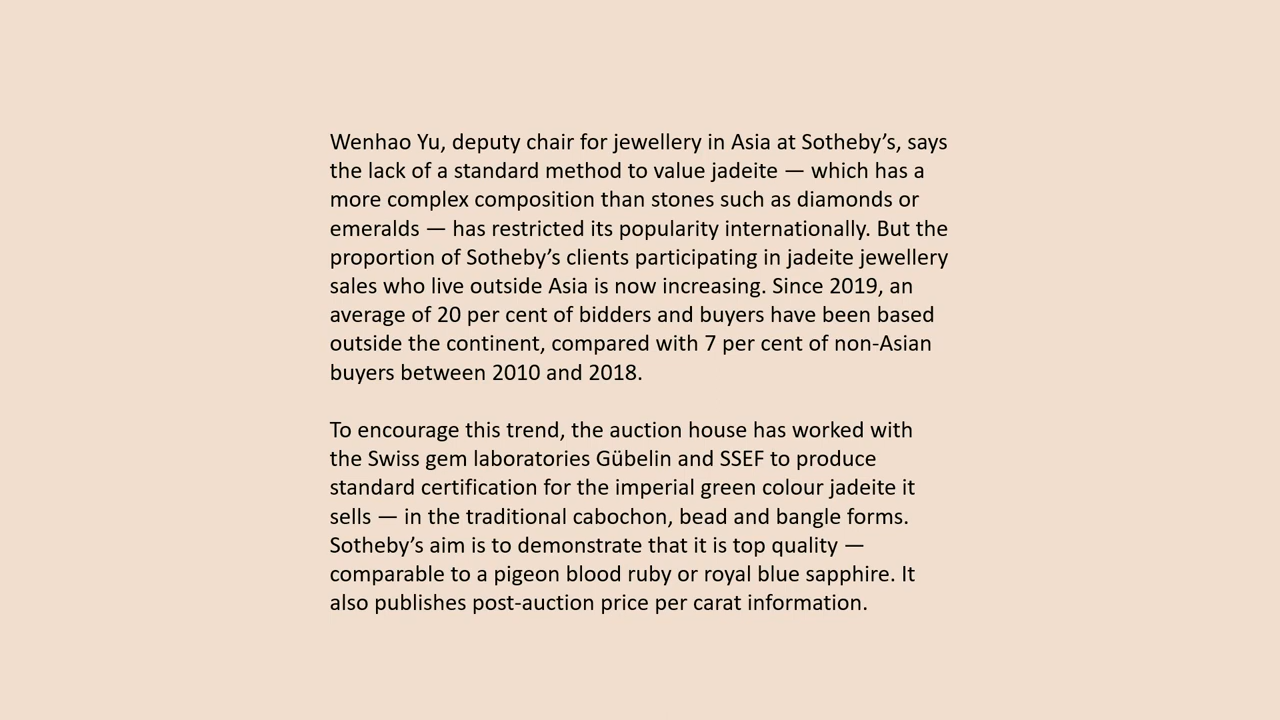 Wenhao Yu, deputy chair for jewellery in Asia at Sotheby’s, says
the lack of a standard method to value jadeite — which has a
more complex composition than stones such as diamonds or
emeralds — has restricted its popularity internationally. But the
proportion of Sotheby’s clients participating in jadeite jewellery
sales who live outside Asia is now increasing. Since 2019, an
average of 20 per cent of bidders and buyers have been based
outside the continent, compared with 7 per cent of non-Asian
buyers between 2010 and 2018.
To encourage this trend, the auction house has worked with
the Swiss gem laboratories Gübelin and SSEF to produce
standard certification for the imperial green colour jadeite it
sells — in the traditional cabochon, bead and bangle forms.
Sotheby’s aim is to demonstrate that it is top quality —
comparable to a pigeon blood ruby or royal blue sapphire. It
also publishes post-auction price per carat information.